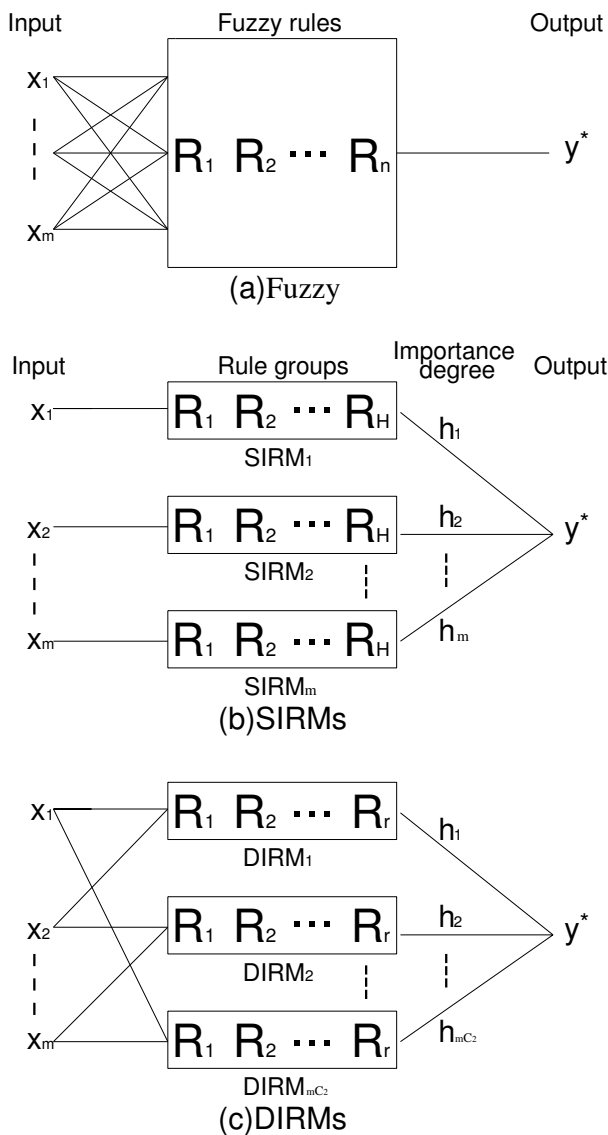 Input Fuzzy rules Output
x1
R1 R2 ··· Rn y*
xm
(a)Fuzzy
Input Rule groups Importance degree Output
x1 R1 R2 ··· RH h1
SIRM1
x2 R1 R2 ··· RH h2 y*
SIRM2
xm R1 R2 ··· RH hm
SIRMm
(b)SIRMs
x1 R1 R2 ··· Rr h1
DIRM1
x2 R1 R2 ··· Rr h2 y*
DIRM2
xm R1 R2 ··· Rr hmC2
DIRMmC2
(c)DIRMs